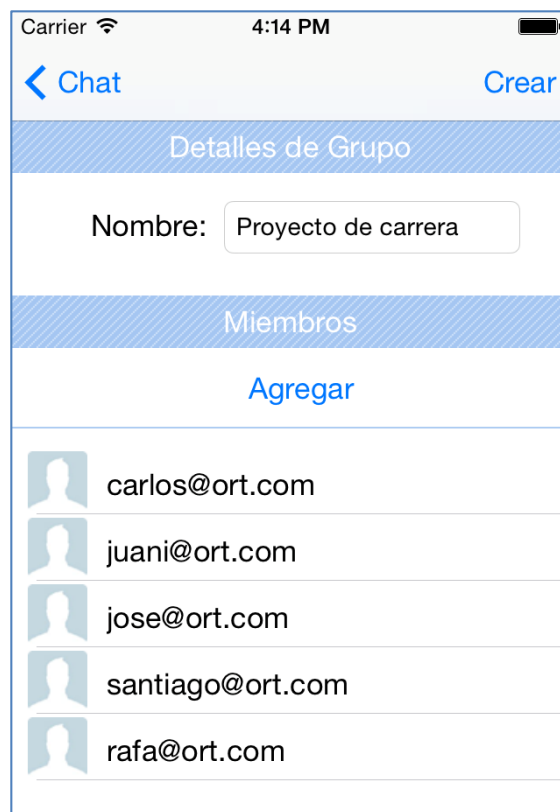 Carrier 4:14 PM
Chat Crear
Detalles de Grupo
Nombre: Proyecto de carrera
Miembros
Agregar
carlos@ort.com
juani@ort.com
jose@ort.com
santiago@ort.com
rafa@ort.com